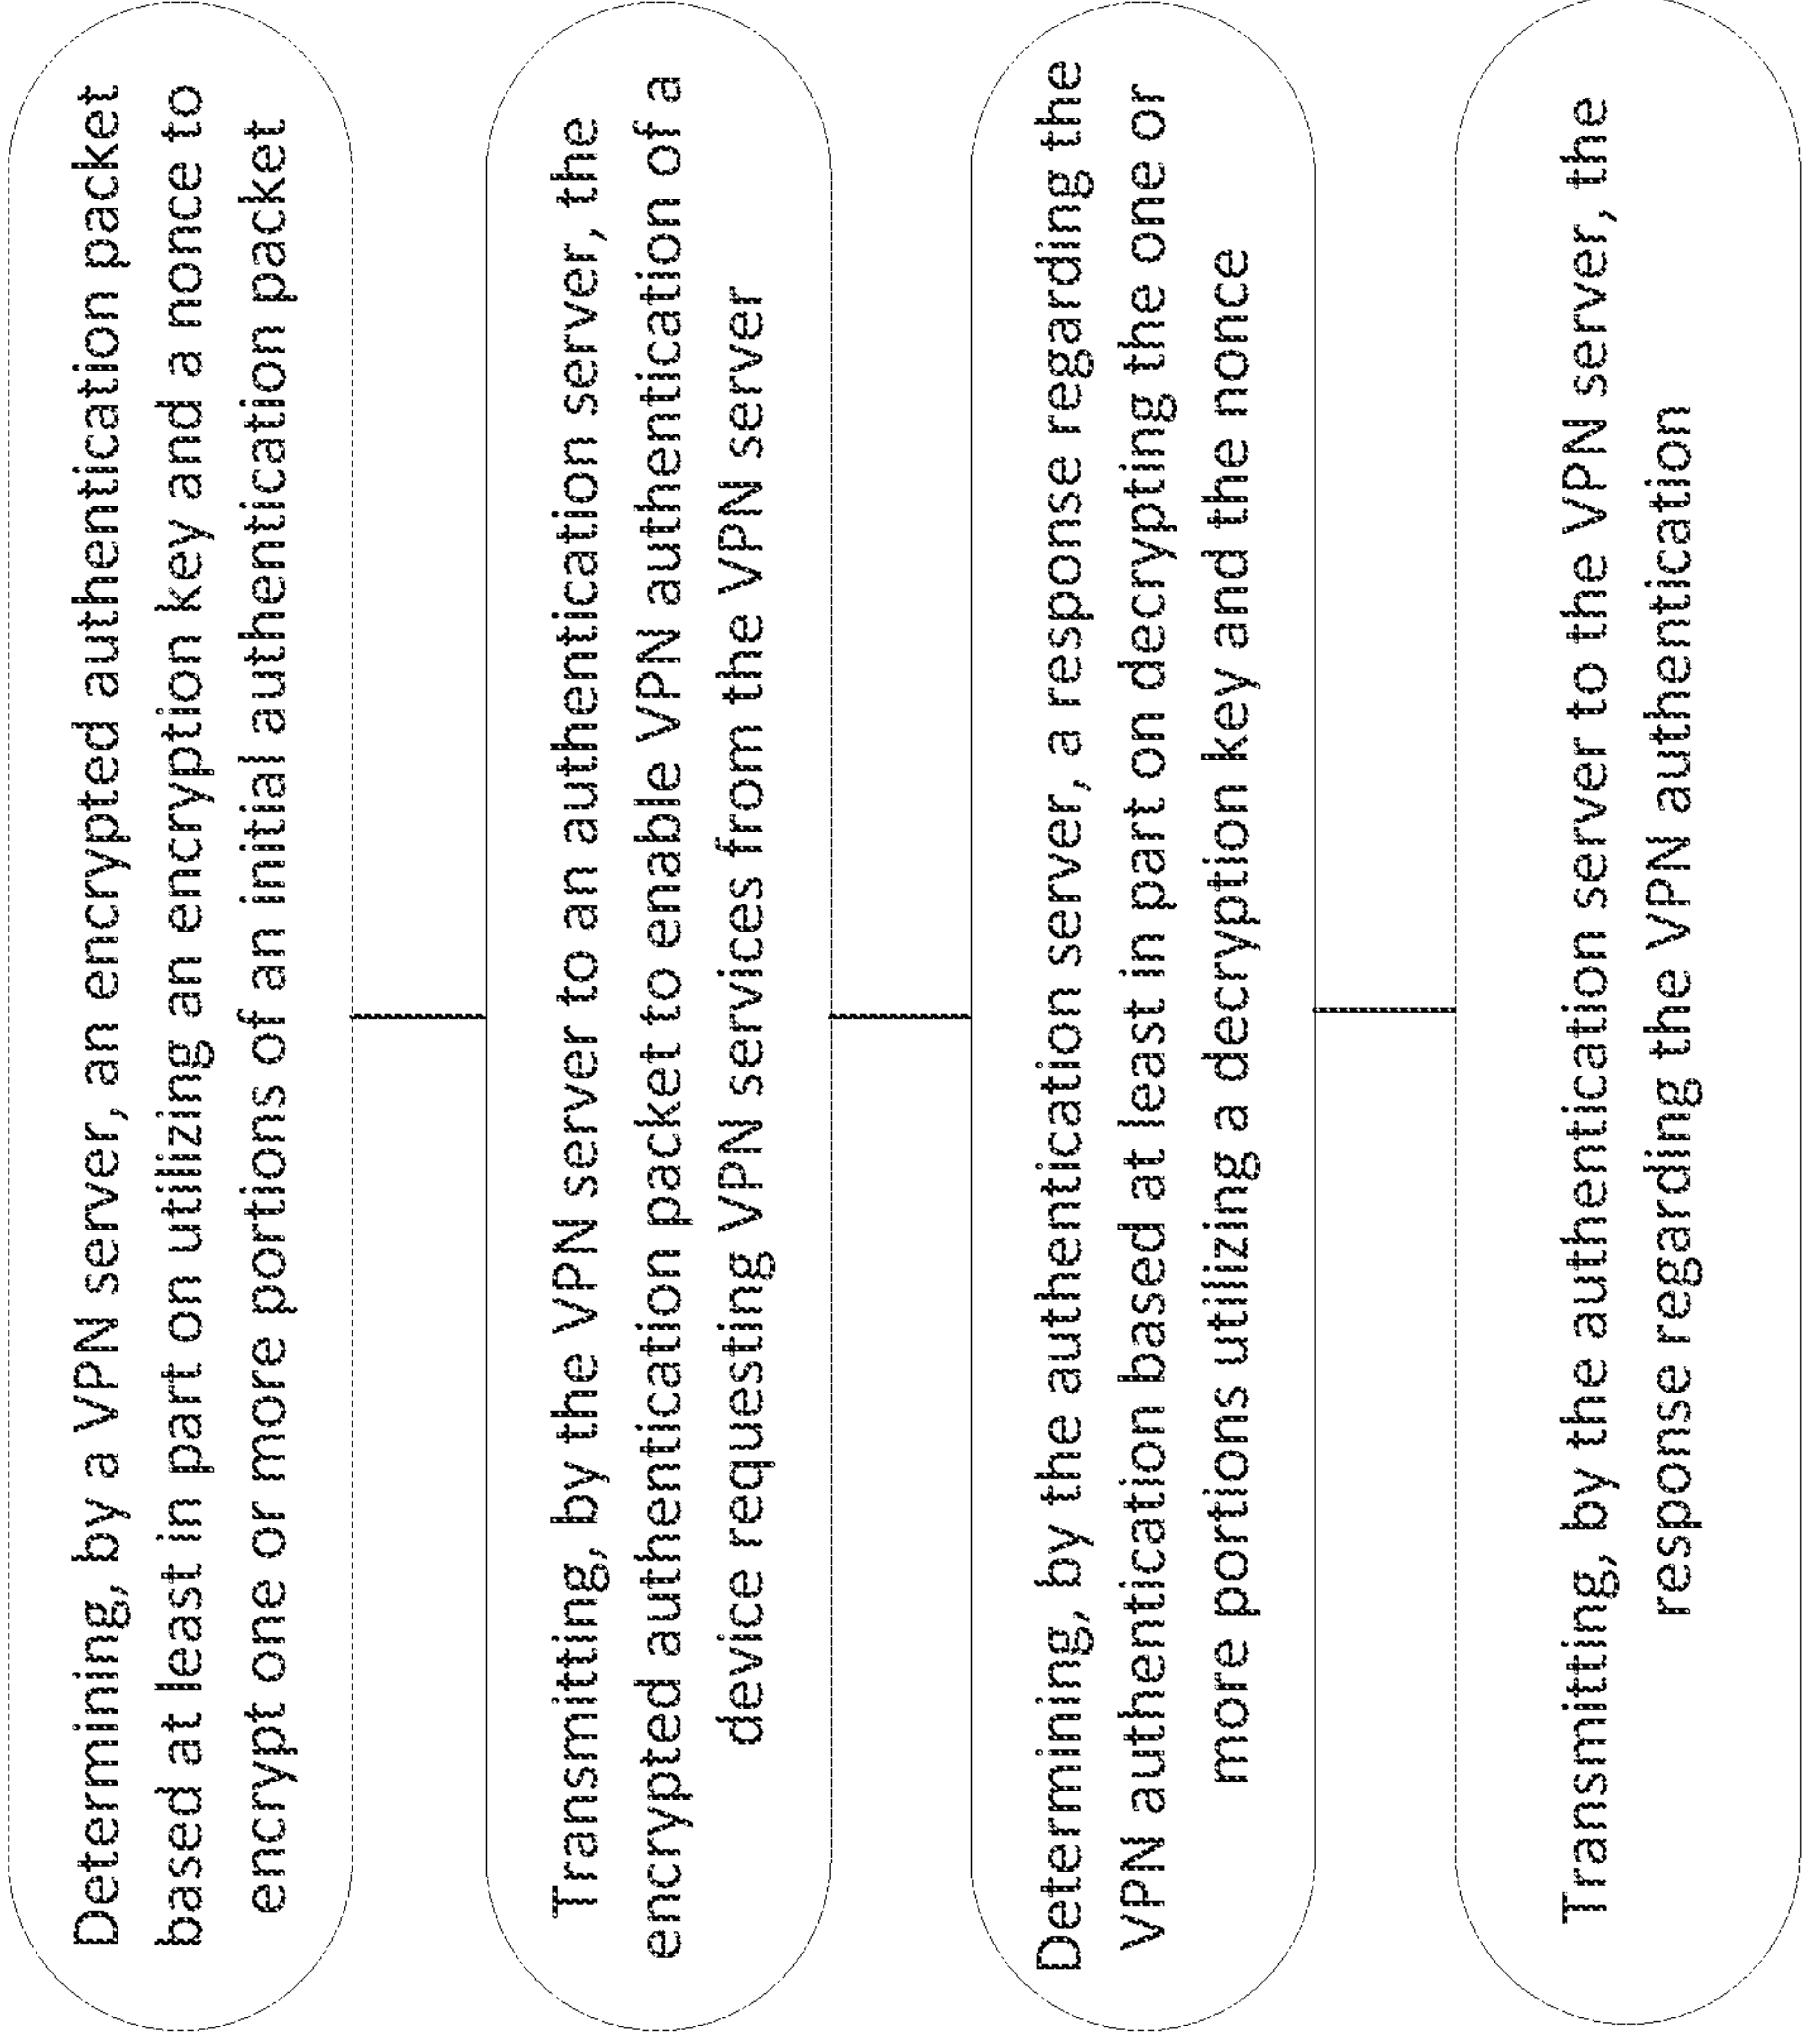 Determining, by a VPN server, an encrypted authentication packet
based at least in part on utilizing an encryption key and a nonce to
encrypt one or more portions of an initial authentication packet
Transmitting, by the VPN server to an authentication server, the
encrypted authentication packet to enable VPN authentication of a
device requesting VPN services from the VPN server
Determining, by the authentication server, a response regarding the
VPN authentication based at least in part on decrypting the one or
more portions utilizing a decryption key and the nonce
Transmitting, by the authentication server to the VPN server, the
response regarding the VPN authentication